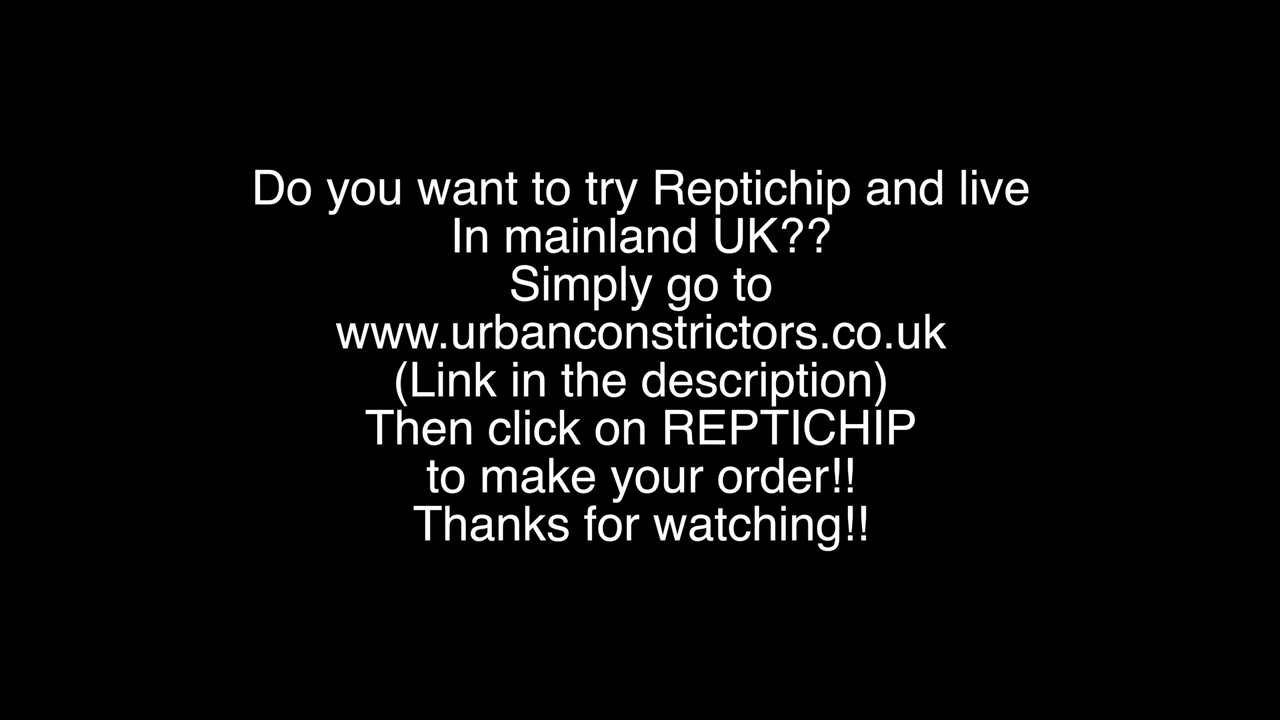 Do you want to try Reptichip and live
In mainland UK??
Simply go to
www.urbanconstrictors.co.uk
(Link in the description)
Then click on REPTICHIP
to make your order!!
Thanks for watching!!